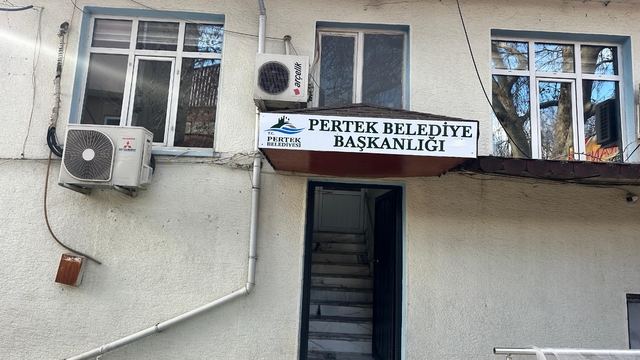 arçelik
T.C.
PERTEK
BELEDİYESİ
PERTEK BELEDİYE
BAŞKANLIĞI